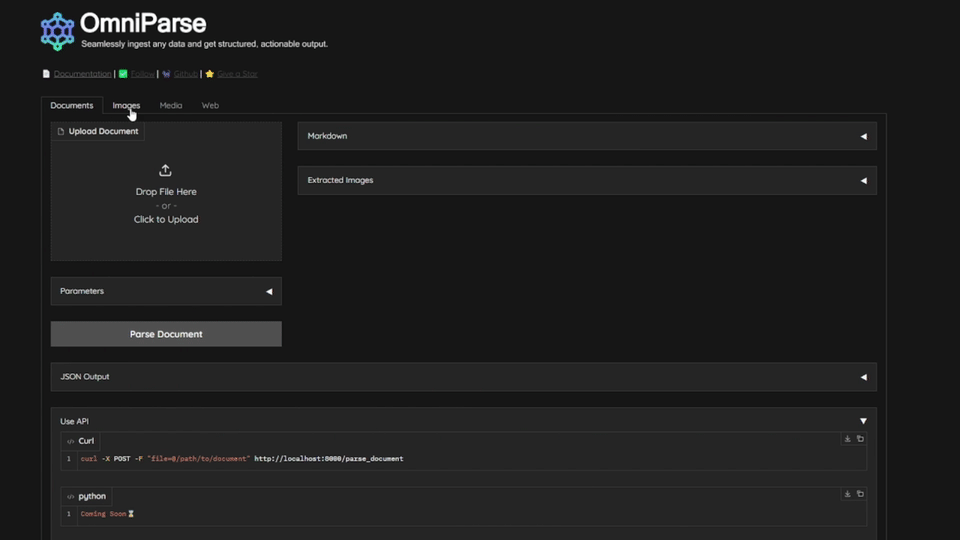 OmniParse
Seamlessly ingest any data and get structured, actionable output.
Documentation | Follow | Github | Give a Star
Documents Images Media Web
Upload Document
Drop File Here
- or -
Click to Upload
Markdown
Extracted Images
Parameters
Parse Document
JSON Output
Use API
Curl
1 curl -X POST -F "file=@/path/to/document" http://localhost:8000/parse_document
python
1 Coming Soon⌛